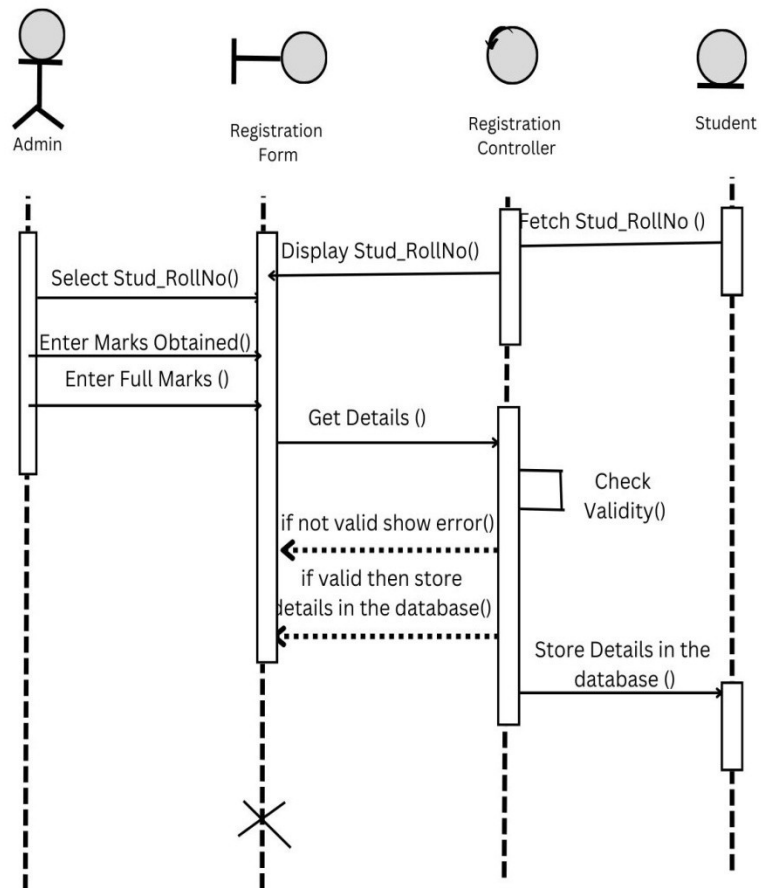 Admin
Registration
Form
Registration
Controller
Student
Fetch Stud_RollNo ()
Display Stud_RollNo()
Select Stud_RollNo()
Enter Marks Obtained()
Enter Full Marks ()
Get Details ()
Check
Validity()
if not valid show error()
if valid then store
details in the database()
Store Details in the
database ()